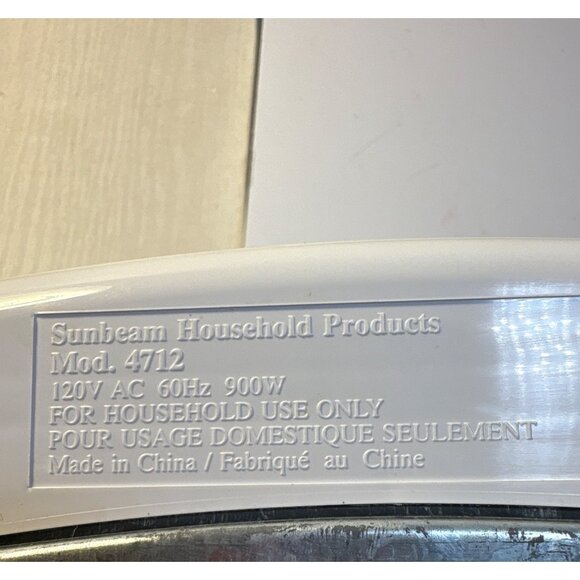 Sunbeam Household Products
Mod. 4712
120V AC 60Hz 900W
FOR HOUSEHOLD USE ONLY
POUR USAGE DOMESTIQUE SEULEMENT
Made in China / Fabriqué au Chine